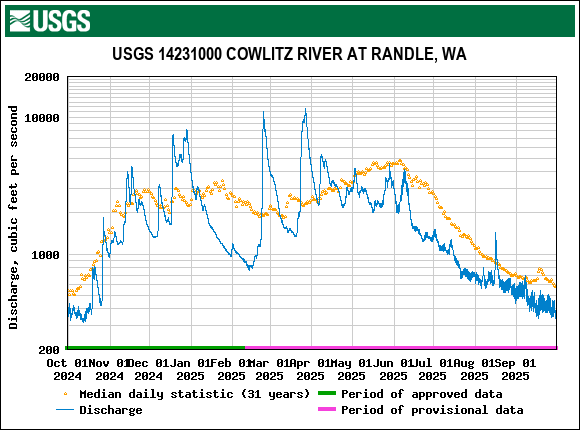 USGS
USGS 14231000 COWLITZ RIVER AT RANDLE, WA
Discharge, cubic feet per second
20000
10000
1000
200
Oct 01 Nov 01 Dec 01 Jan 01 Feb 01 Mar 01 Apr 01 May 01 Jun 01 Jul 01 Aug 01 Sep 01
2024 2024 2024 2025 2025 2025 2025 2025 2025 2025 2025 2025
Median daily statistic (31 years) Period of approved data
Discharge Period of provisional data